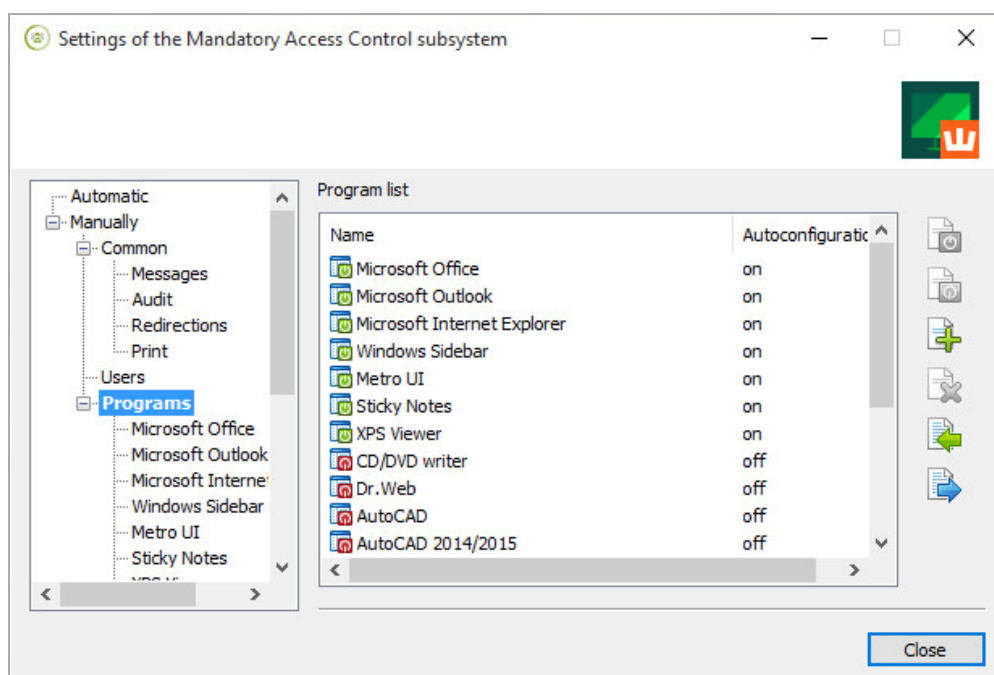 Settings of the Mandatory Access Control subsystem
Automatic
Manually
Common
Messages
Audit
Redirections
Print
Users
Programs
Microsoft Office
Microsoft Outlook
Microsoft Internet
Windows Sidebar
Metro UI
Sticky Notes
Program list
Name Autoconfiguratic
Microsoft Office on
Microsoft Outlook on
Microsoft Internet Explorer on
Windows Sidebar on
Metro UI on
Sticky Notes on
XPS Viewer on
CD/DVD writer off
Dr.Web off
AutoCAD off
AutoCAD 2014/2015 off
Close